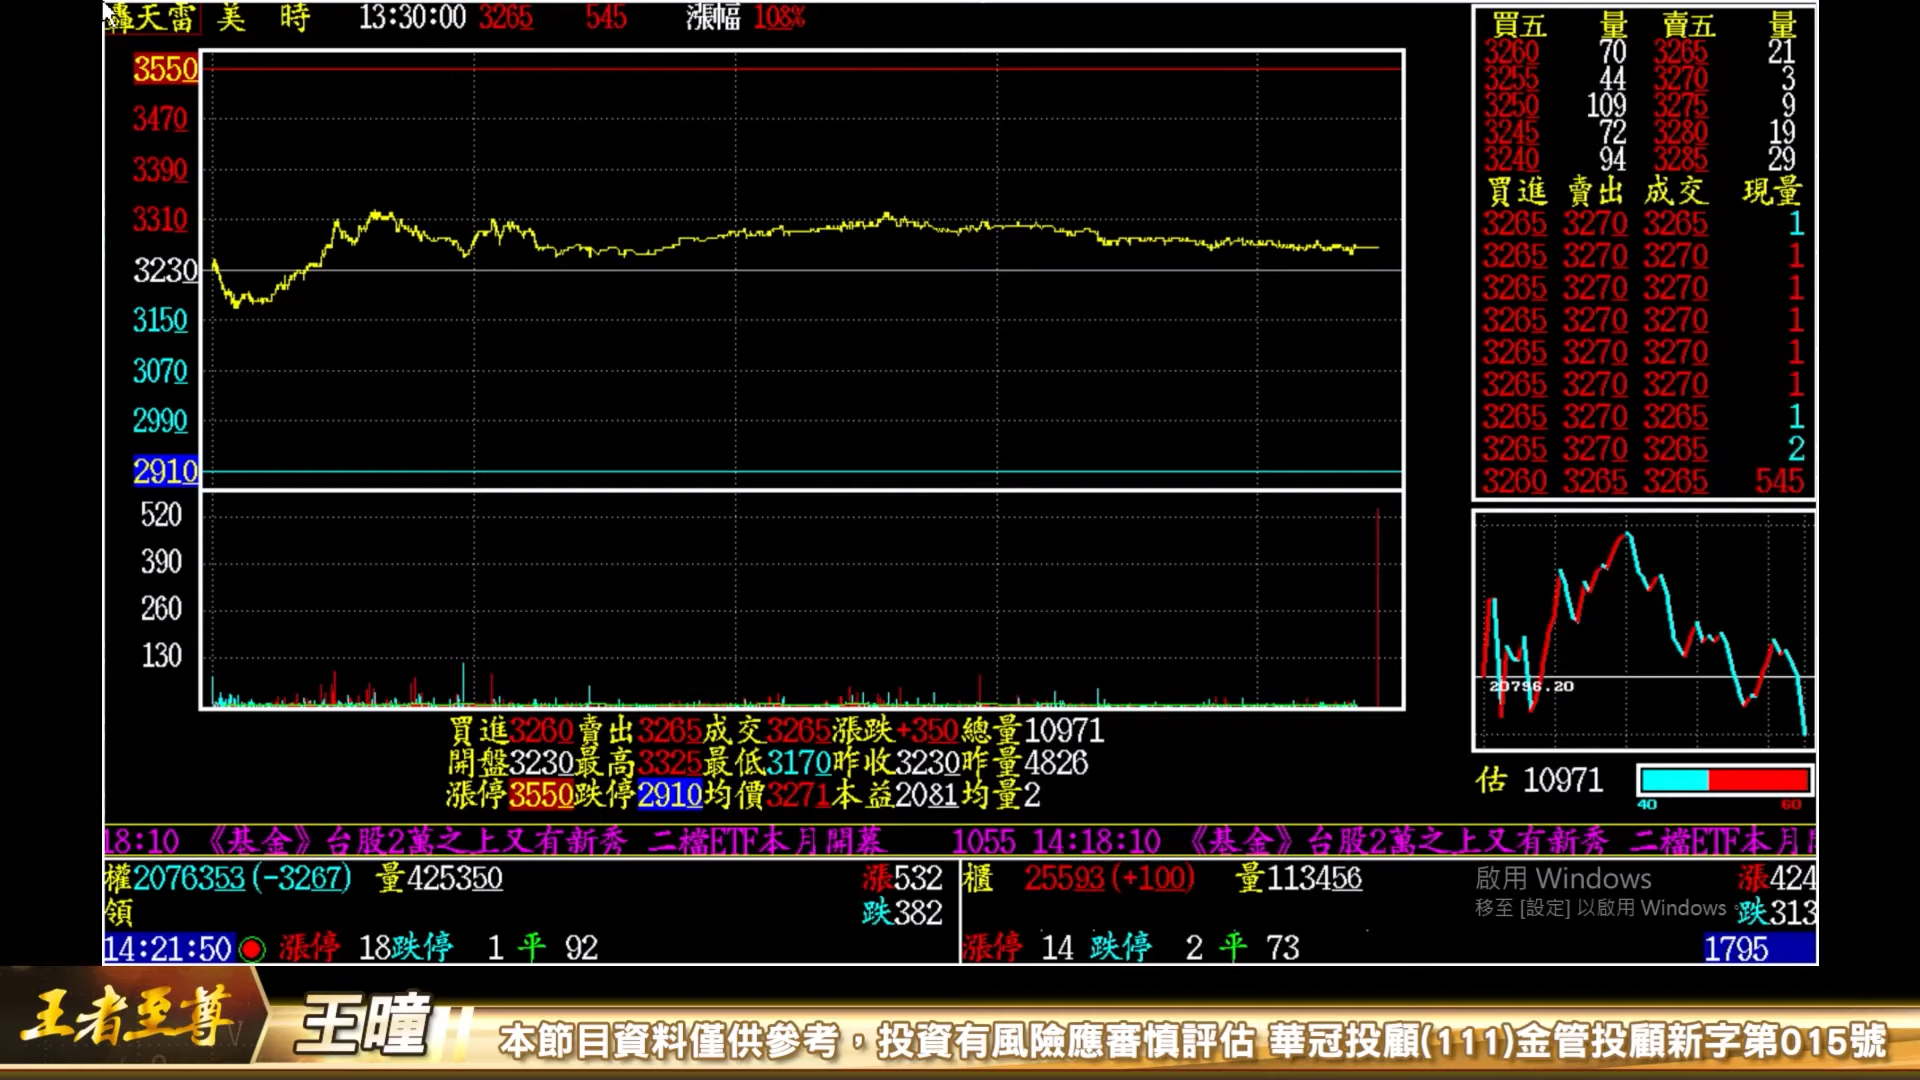 轟天雷 美 時 13:30:00 3265 545 漲幅 108%
3550
3470
3390
3310
3230
3150
3070
2990
2910
520
390
260
130
買進3260賣出3265成交3265漲跌+350總量10971
開盤3230最高3325最低3170昨收3230昨量4826
漲停3550跌停2910均價3271本益2081均量2
買五 量 賣五 量
3260 70 3265 21
3255 44 3270 3
3250 109 3275 9
3245 72 3280 19
3240 94 3285 29
買進 賣出 成交 現量
3265 3270 3265 1
3265 3270 3270 1
3265 3270 3270 1
3265 3270 3270 1
3265 3270 3270 1
3265 3270 3270 1
3265 3270 3265 1
3265 3270 3265 2
3260 3265 3265 545
20796.20
估 10971
40 60
18:10 《基金》台股2萬之上又有新秀 二檔ETF本月開幕 1055 14:18:10 《基金》台股2萬之上又有新秀 二檔ETF本月
權2076353(-3267) 量425350 漲532
領 跌382
14:21:50 漲停 18跌停 1 平 92
櫃 25593(+100) 量113456 漲424
跌313
漲停 14 跌停 2 平 73 1795
啟用 Windows
移至 [設定] 以啟用 Windows。
王者至尊 王曈 本節目資料僅供參考，投資有風險應審慎評估 華冠投顧(111)金管投顧新字第015號